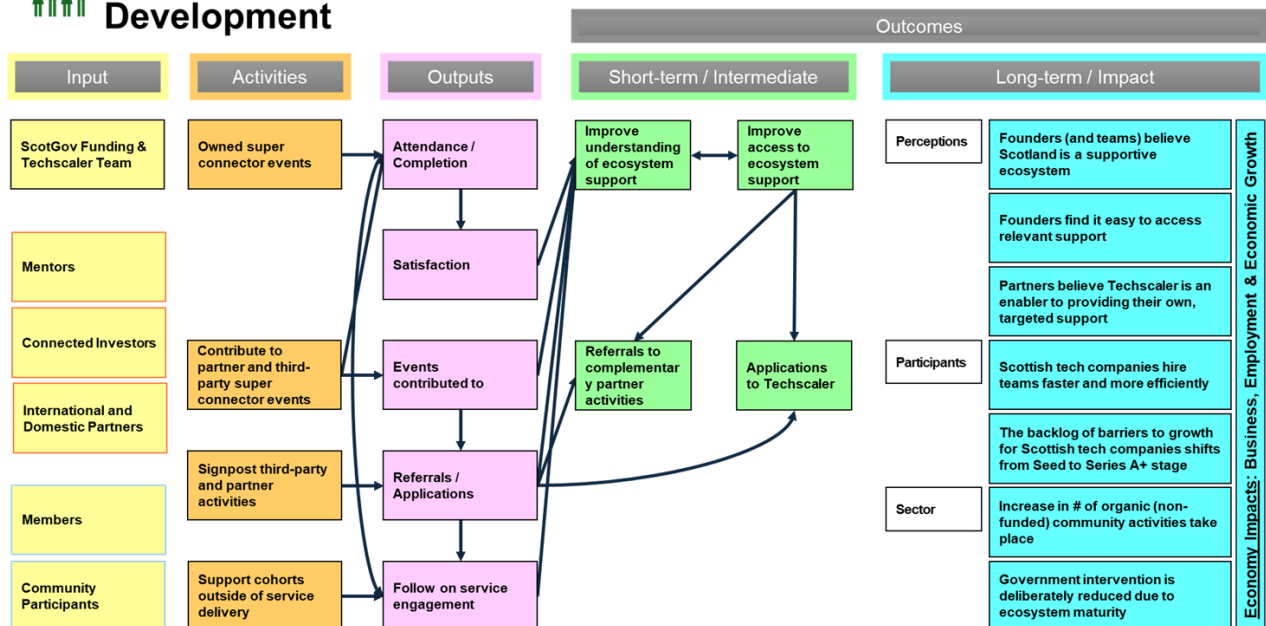 Development
Outcomes
Input
Activities
Outputs
Short-term / Intermediate
Long-term / Impact
ScotGov Funding &
Techscaler Team
Mentors
Connected Investors
International and
Domestic Partners
Members
Community
Participants
Owned super
connector events
Contribute to
partner and third-
party super
connector events
Signpost third-party
and partner
activities
Support cohorts
outside of service
delivery
Attendance /
Completion
Satisfaction
Events
contributed to
Referrals /
Applications
Follow on service
engagement
Improve
understanding
of ecosystem
support
Improve
access to
ecosystem
support
Referrals to
complementar
y partner
activities
Applications
to Techscaler
Perceptions
Founders (and teams) believe
Scotland is a supportive
ecosystem
Founders find it easy to access
relevant support
Partners believe Techscaler is an
enabler to providing their own,
targeted support
Participants
Scottish tech companies hire
teams faster and more efficiently
The backlog of barriers to growth
for Scottish tech companies shifts
from Seed to Series A+ stage
Sector
Increase in # of organic (non-
funded) community activities take
place
Government intervention is
deliberately reduced due to
ecosystem maturity
Economy Impacts: Business, Employment & Economic Growth